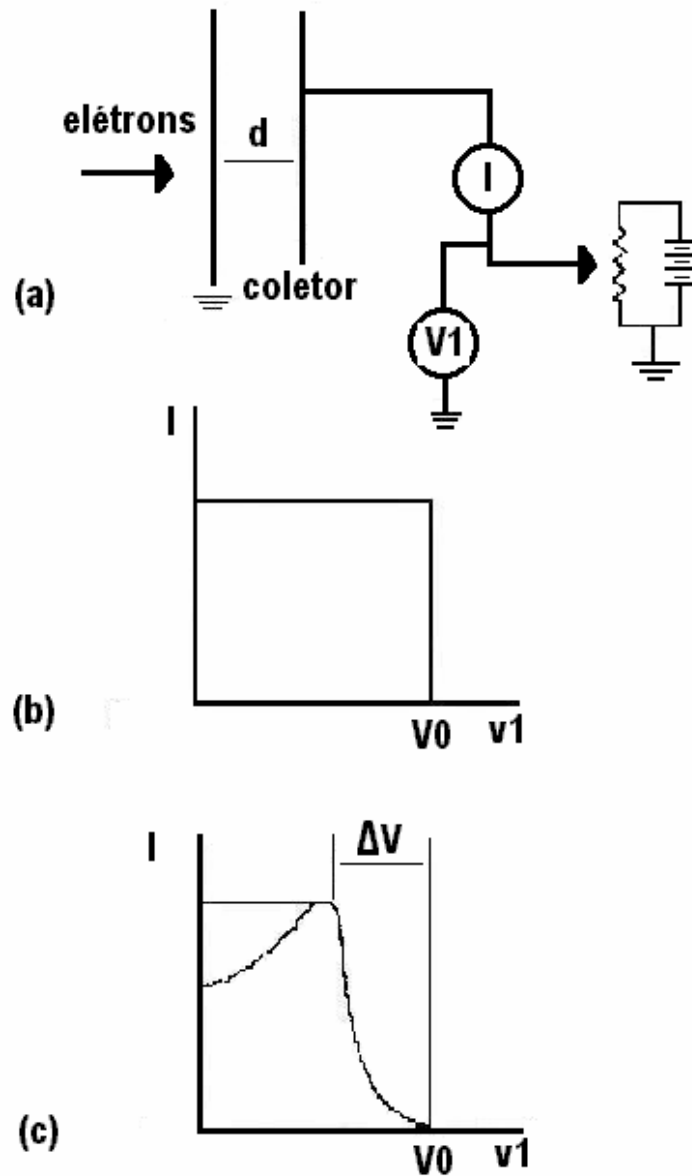 elétrons
d
I
coletor
(a)
V1
I
(b)
V0 v1
ΔV
I
(c)
V0 v1